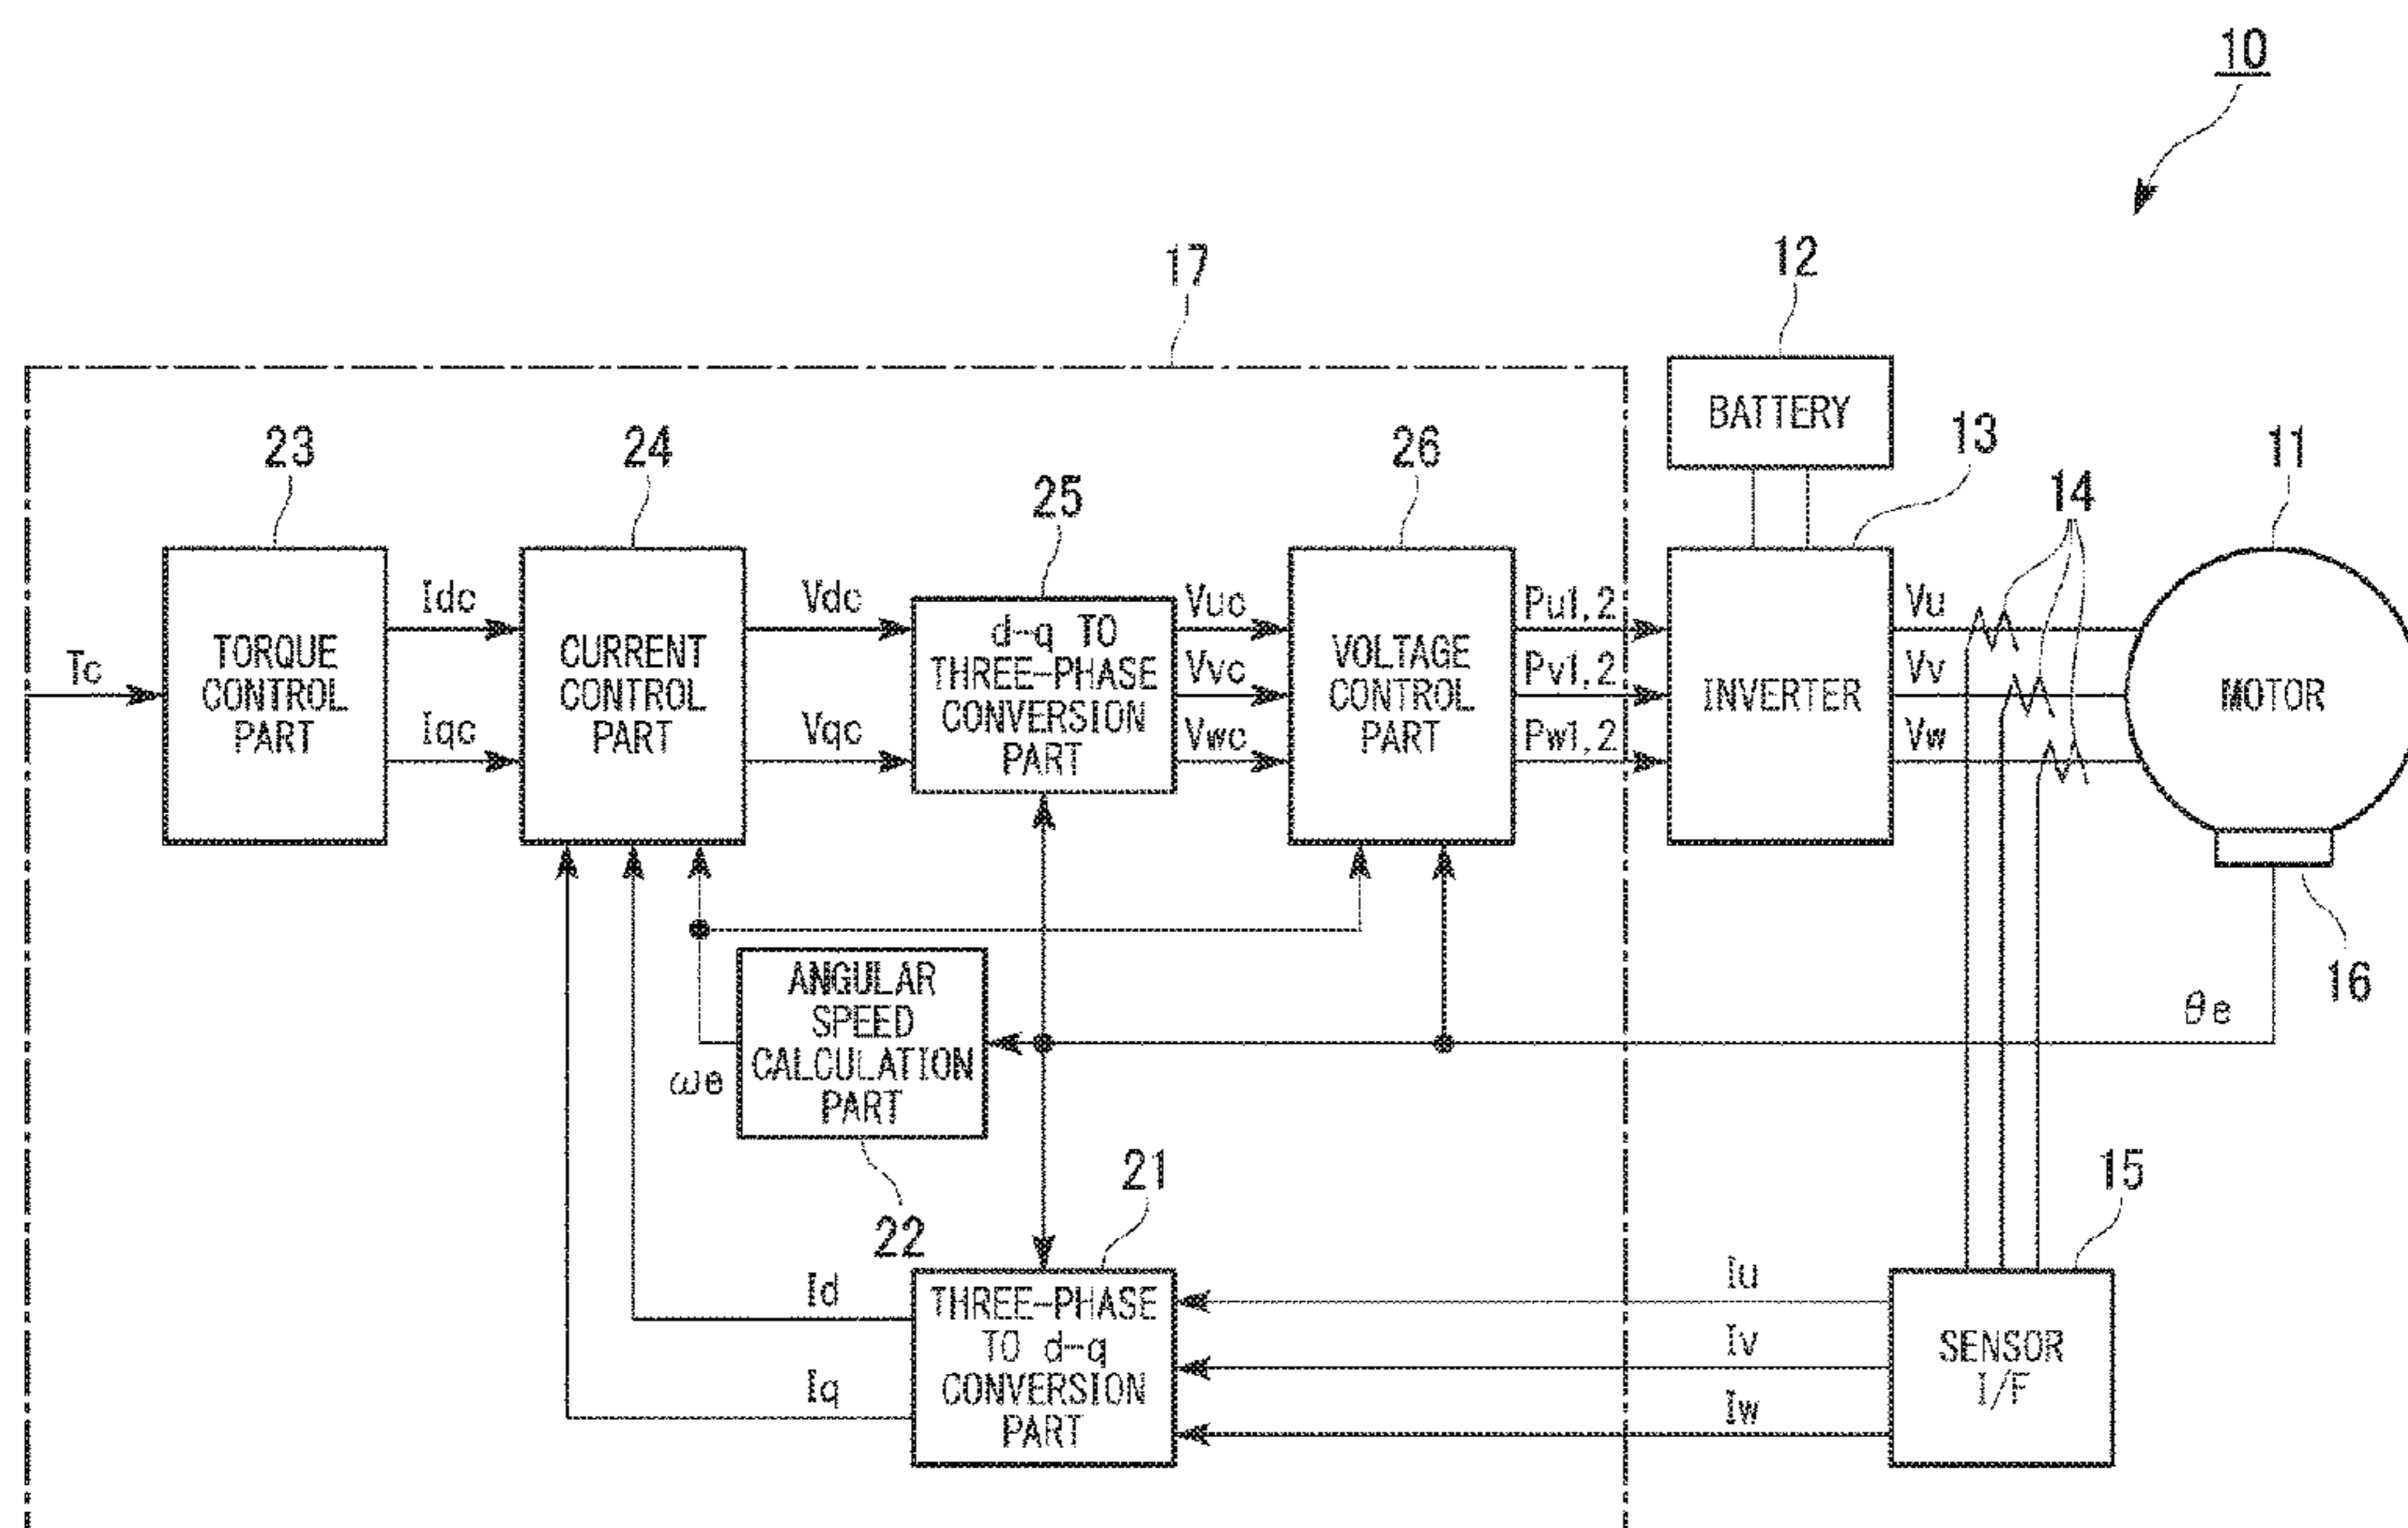 10
17
12
BATTERY
23
24
25
26
13
14
11
TORQUE
CONTROL
PART
CURRENT
CONTROL
PART
d-q TO
THREE-PHASE
CONVERSION
PART
VOLTAGE
CONTROL
PART
INVERTER
MOTOR
Tc
Idc
Iqc
Vdc
Vqc
Vuc
Vvc
Vwc
Pu1,2
Pv1,2
Pw1,2
Vu
Vv
Vw
16
θe
ANGULAR
SPEED
CALCULATION
PART
ωe
22
21
15
THREE-PHASE
TO d-q
CONVERSION
PART
Id
Iq
Iu
Iv
Iw
SENSOR
I/F